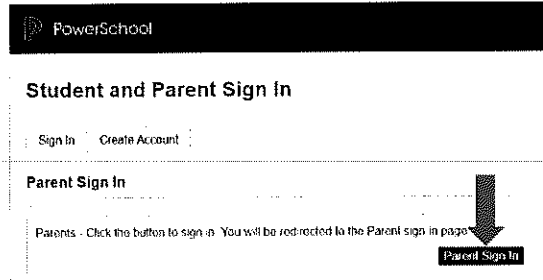 PowerSchool
Student and Parent Sign In
Sign In Create Account
Parent Sign In
Parents - Click the button to sign in. You will be redirected to the Parent sign in page
Parent Sign In